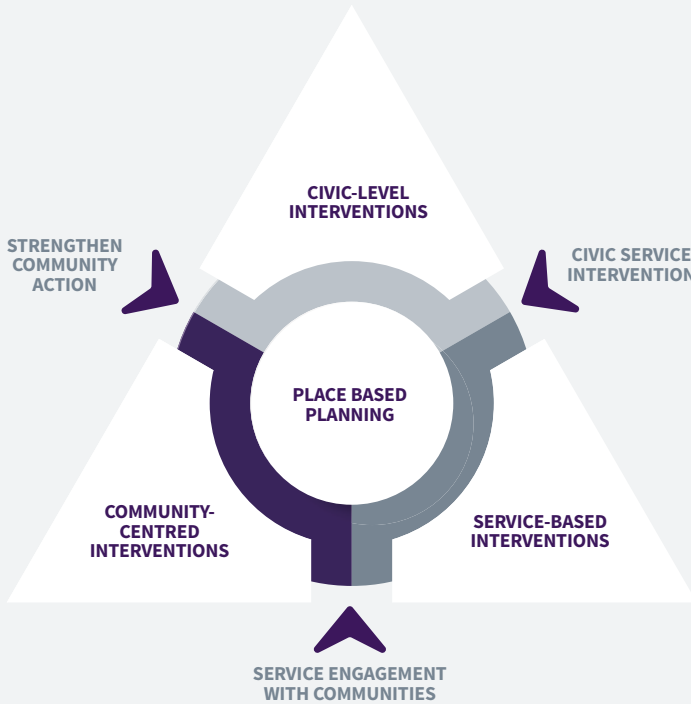 CIVIC-LEVEL
INTERVENTIONS
STRENGTHEN
COMMUNITY
ACTION
CIVIC SERVICE
INTERVENTION
PLACE BASED
PLANNING
COMMUNITY-
CENTRED
INTERVENTIONS
SERVICE-BASED
INTERVENTIONS
SERVICE ENGAGEMENT
WITH COMMUNITIES